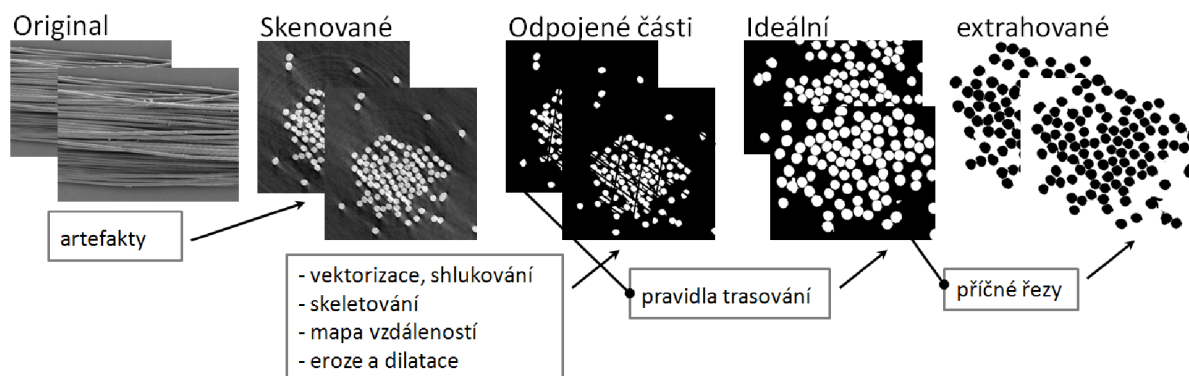 Original
Skenované
Odpojené části
Ideální
extrahované
artefakty
- vektorizace, shlukování
- skeletování
- mapa vzdáleností
- eroze a dilatace
pravidla trasování
příčné řezy